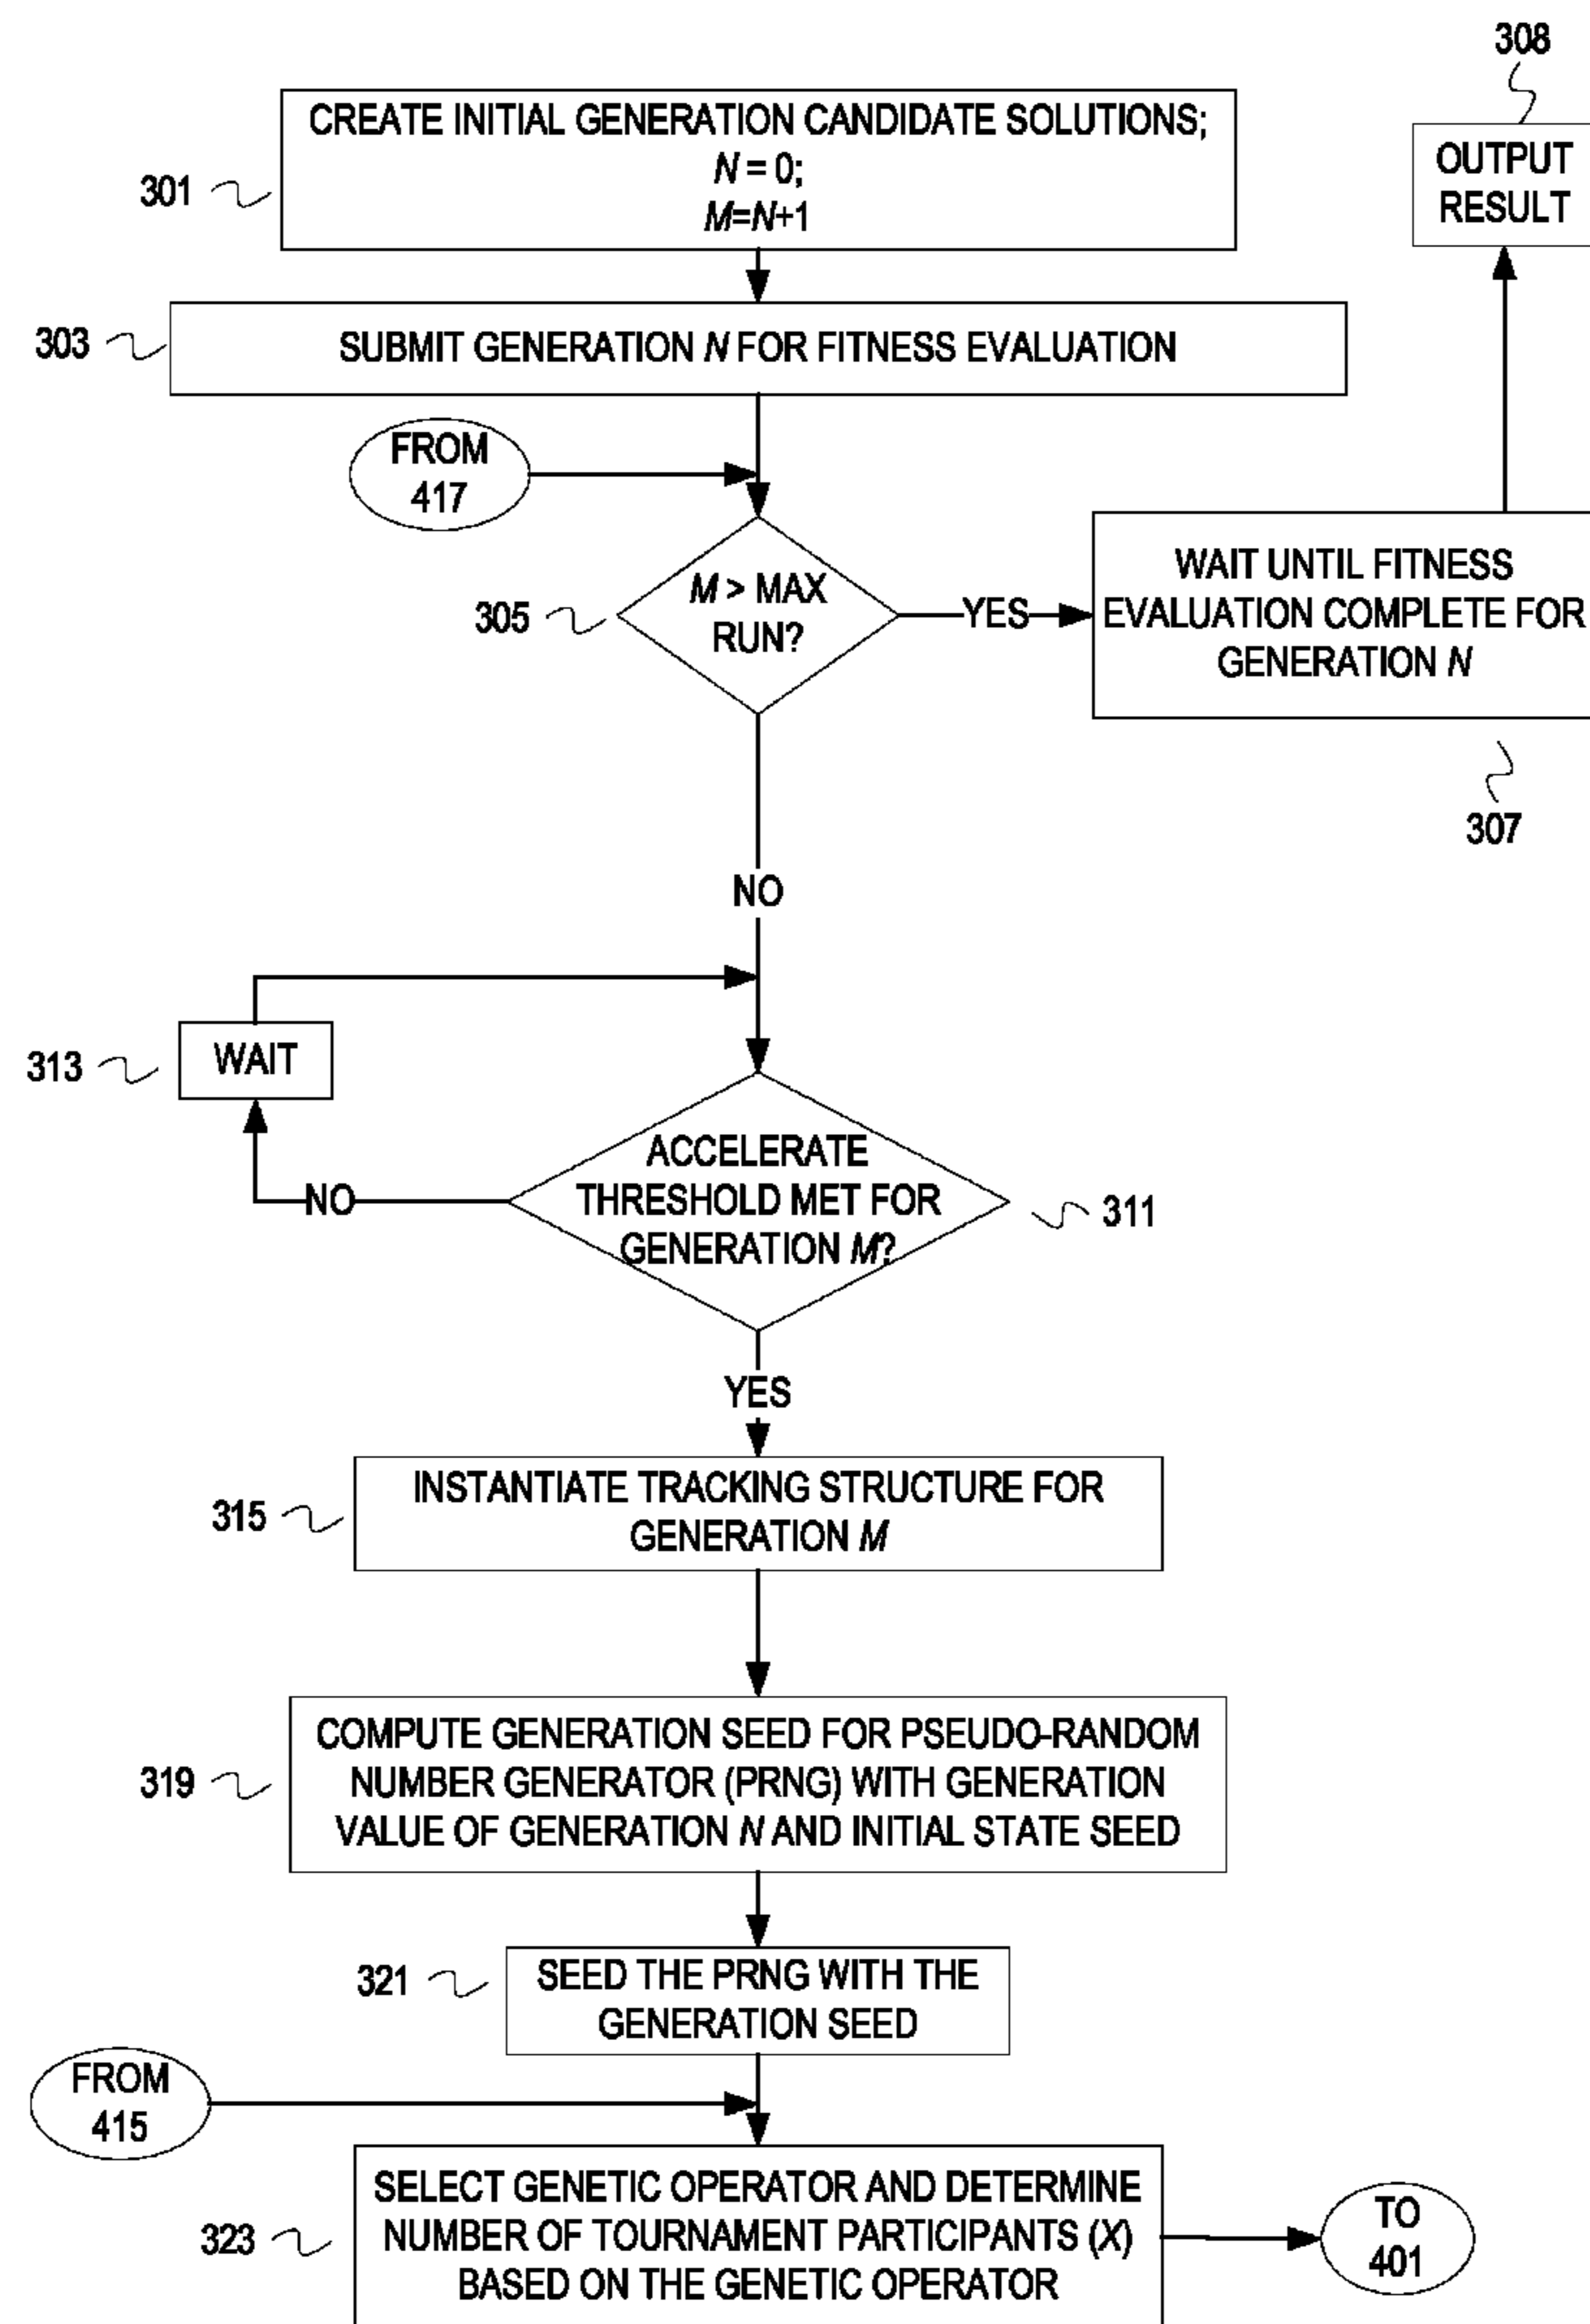 308
CREATE INITIAL GENERATION CANDIDATE SOLUTIONS;
N = 0;
M=N+1
301
OUTPUT
RESULT
303
SUBMIT GENERATION N FOR FITNESS EVALUATION
FROM
417
305
M > MAX
RUN?
YES
WAIT UNTIL FITNESS
EVALUATION COMPLETE FOR
GENERATION N
307
NO
313
WAIT
NO
ACCELERATE
THRESHOLD MET FOR
GENERATION M?
311
YES
315
INSTANTIATE TRACKING STRUCTURE FOR
GENERATION M
319
COMPUTE GENERATION SEED FOR PSEUDO-RANDOM
NUMBER GENERATOR (PRNG) WITH GENERATION
VALUE OF GENERATION N AND INITIAL STATE SEED
321
SEED THE PRNG WITH THE
GENERATION SEED
FROM
415
323
SELECT GENETIC OPERATOR AND DETERMINE
NUMBER OF TOURNAMENT PARTICIPANTS (X)
BASED ON THE GENETIC OPERATOR
TO
401